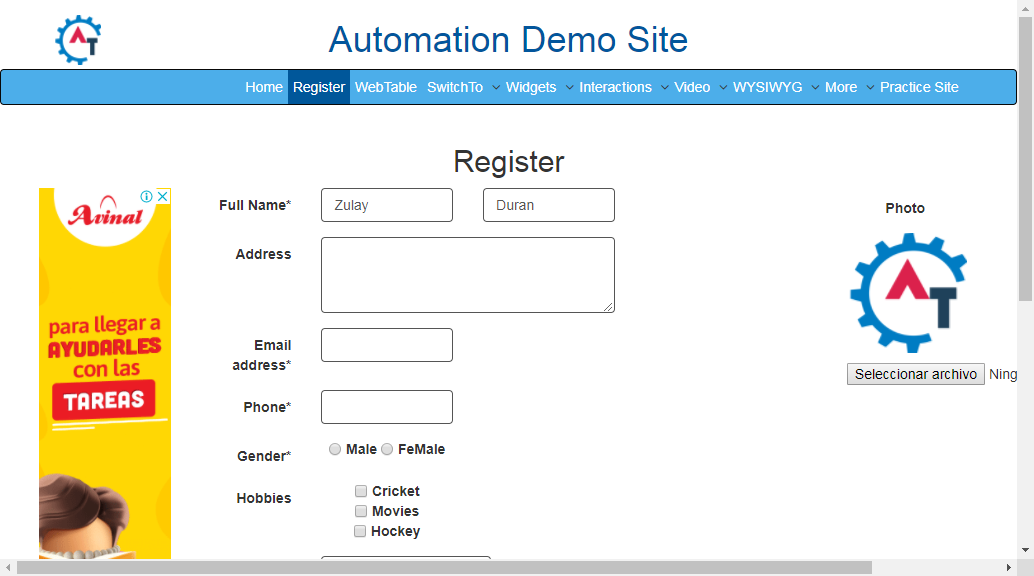 AT
Automation Demo Site
Home Register WebTable SwitchTo Widgets Interactions Video WYSIWYG More Practice Site
Register
Avinal
para llegar a
AYUDARLES
con las
TAREAS
Full Name*
Zulay
Duran
Address
Email
address*
Phone*
Gender*
Male FeMale
Hobbies
Cricket
Movies
Hockey
Photo
AT
Seleccionar archivo Ning